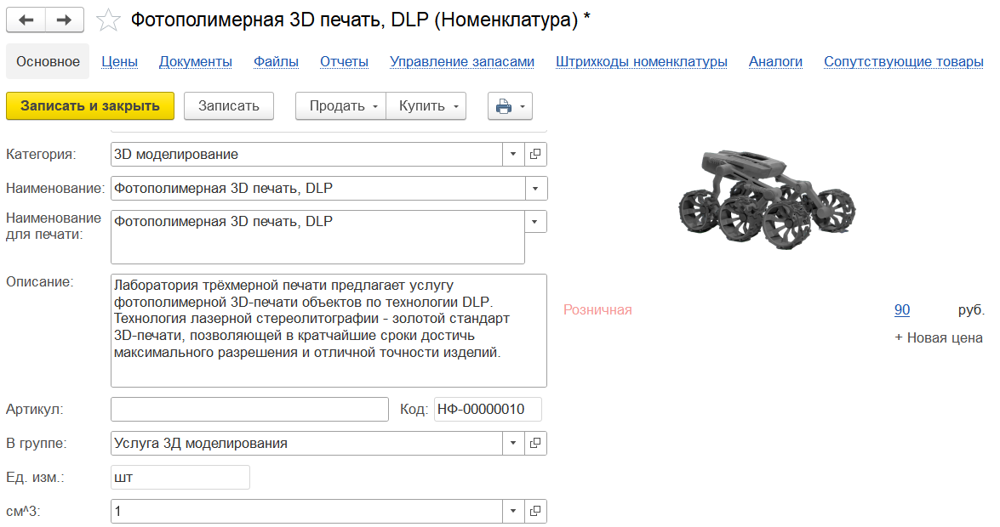 Фотополимерная 3D печать, DLP (Номенклатура) *
Основное Цены Документы Файлы Отчеты Управление запасами Штрихкоды номенклатуры Аналоги Сопутствующие товары
Записать и закрыть Записать Продать Купить
Категория: 3D моделирование
Наименование: Фотополимерная 3D печать, DLP
Наименование
для печати:
Фотополимерная 3D печать, DLP
Описание:
Лаборатория трёхмерной печати предлагает услугу
фотополимерной 3D-печати объектов по технологии DLP.
Технология лазерной стереолитографии - золотой стандарт
3D-печати, позволяющей в кратчайшие сроки достичь
максимального разрешения и отличной точности изделий.
Розничная 90 руб.
+ Новая цена
Артикул: Код: НФ-00000010
В группе: Услуга 3Д моделирования
Ед. изм.: шт
см^3: 1